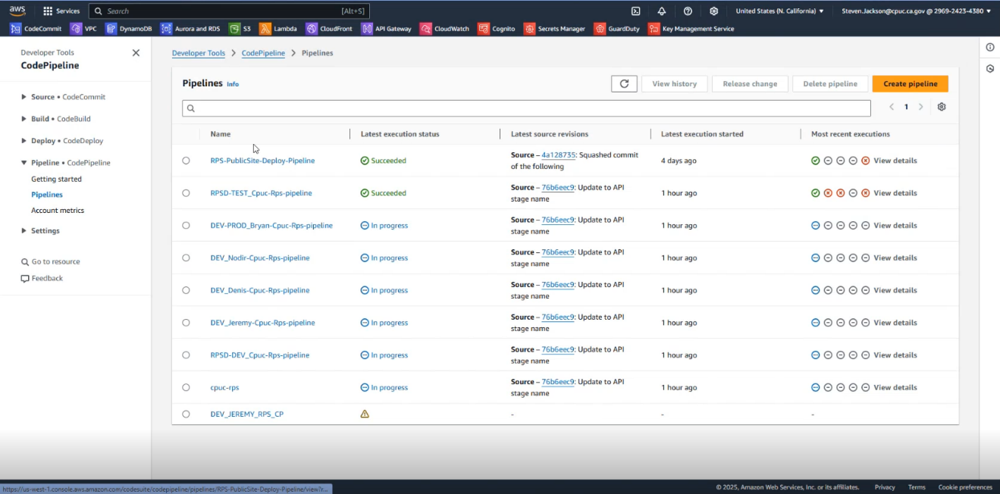 aws
Services
Search
[Alt+S]
United States (N. California)
Steven.Jackson@cpuc.ca.gov @ 2969-2423-4380
CodeCommit
VPC
DynamoDB
Aurora and RDS
S3
Lambda
CloudFront
API Gateway
CloudWatch
Cognito
Secrets Manager
GuardDuty
Key Management Service
Developer Tools
CodePipeline
Source • CodeCommit
Build • CodeBuild
Deploy • CodeDeploy
Pipeline • CodePipeline
Getting started
Pipelines
Account metrics
Settings
Go to resource
Feedback
Developer Tools > CodePipeline > Pipelines
Pipelines Info
View history
Release change
Delete pipeline
Create pipeline
1
Name
Latest execution status
Latest source revisions
Latest execution started
Most recent executions
RPS-PublicSite-Deploy-Pipeline
Succeeded
Source – 4a128735: Squashed commit
of the following
4 days ago
View details
RPSD-TEST_Cpuc-Rps-pipeline
Succeeded
Source – 76b6eec9: Update to API
stage name
1 hour ago
View details
DEV-PROD_Bryan-Cpuc-Rps-pipeline
In progress
Source – 76b6eec9: Update to API
stage name
1 hour ago
View details
DEV_Nodir-Cpuc-Rps-pipeline
In progress
Source – 76b6eec9: Update to API
stage name
1 hour ago
View details
DEV_Denis-Cpuc-Rps-pipeline
In progress
Source – 76b6eec9: Update to API
stage name
1 hour ago
View details
DEV_Jeremy-Cpuc-Rps-pipeline
In progress
Source – 76b6eec9: Update to API
stage name
1 hour ago
View details
RPSD-DEV_Cpuc-Rps-pipeline
In progress
Source – 76b6eec9: Update to API
stage name
1 hour ago
View details
cpuc-rps
In progress
Source – 76b6eec9: Update to API
stage name
1 hour ago
View details
DEV_JEREMY_RPS_CP
-
-
-
https://us-west-1.console.aws.amazon.com/codesuite/codepipeline/pipelines/RPS-PublicSite-Deploy-Pipeline/view?r...
© 2025, Amazon Web Services, Inc. or its affiliates.
Privacy
Terms
Cookie preferences